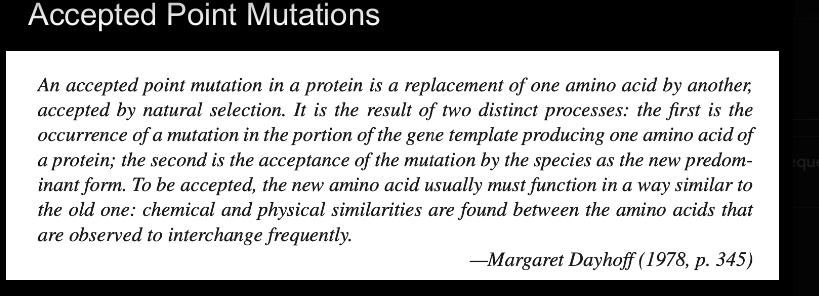 Accepted Point Mutations
An accepted point mutation in a protein is a replacement of one amino acid by another,
accepted by natural selection. It is the result of two distinct processes: the first is the
occurrence of a mutation in the portion of the gene template producing one amino acid of
a protein; the second is the acceptance of the mutation by the species as the new predom-
inant form. To be accepted, the new amino acid usually must function in a way similar to
the old one: chemical and physical similarities are found between the amino acids that
are observed to interchange frequently.
—Margaret Dayhoff (1978, p. 345)